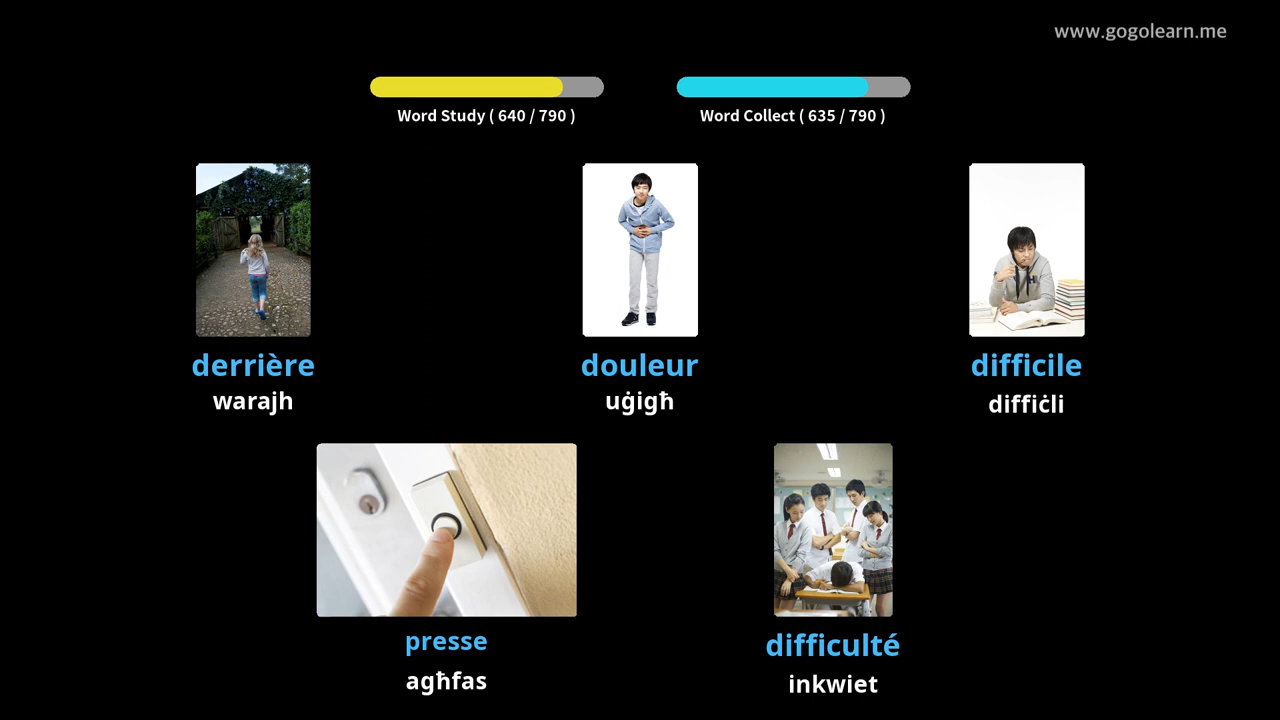 www.gogolearn.me
Word Study ( 640 / 790 )
Word Collect ( 635 / 790 )
derrière
warajh
douleur
uġigħ
difficile
diffiċli
presse
agħfas
difficulté
inkwiet